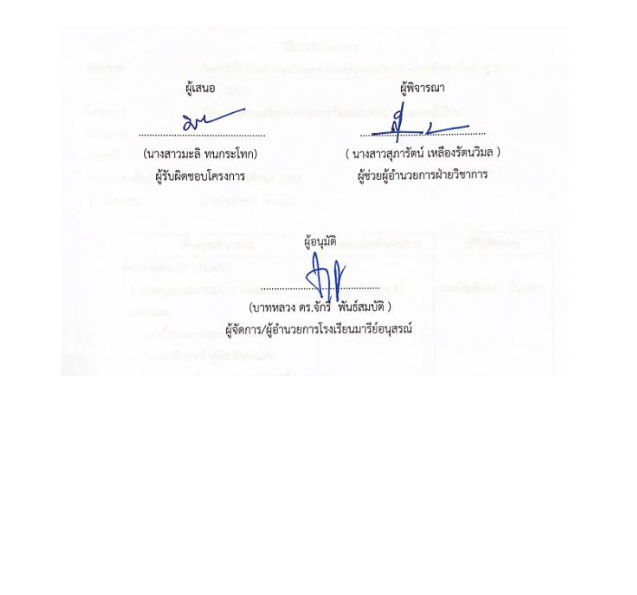 ผู้เสนอ
(นางสาวมะลิ ทนกระโทก)
ผู้รับผิดชอบโครงการ
ผู้พิจารณา
( นางสาวสุภารัตน์ เหลืองรัตนวิมล )
ผู้ช่วยผู้อำนวยการฝ่ายวิชาการ
ผู้อนุมัติ
(บาทหลวง ดร.จักรี พันธ์สมบัติ )
ผู้จัดการ/ผู้อำนวยการโรงเรียนมารีย์อนุสรณ์